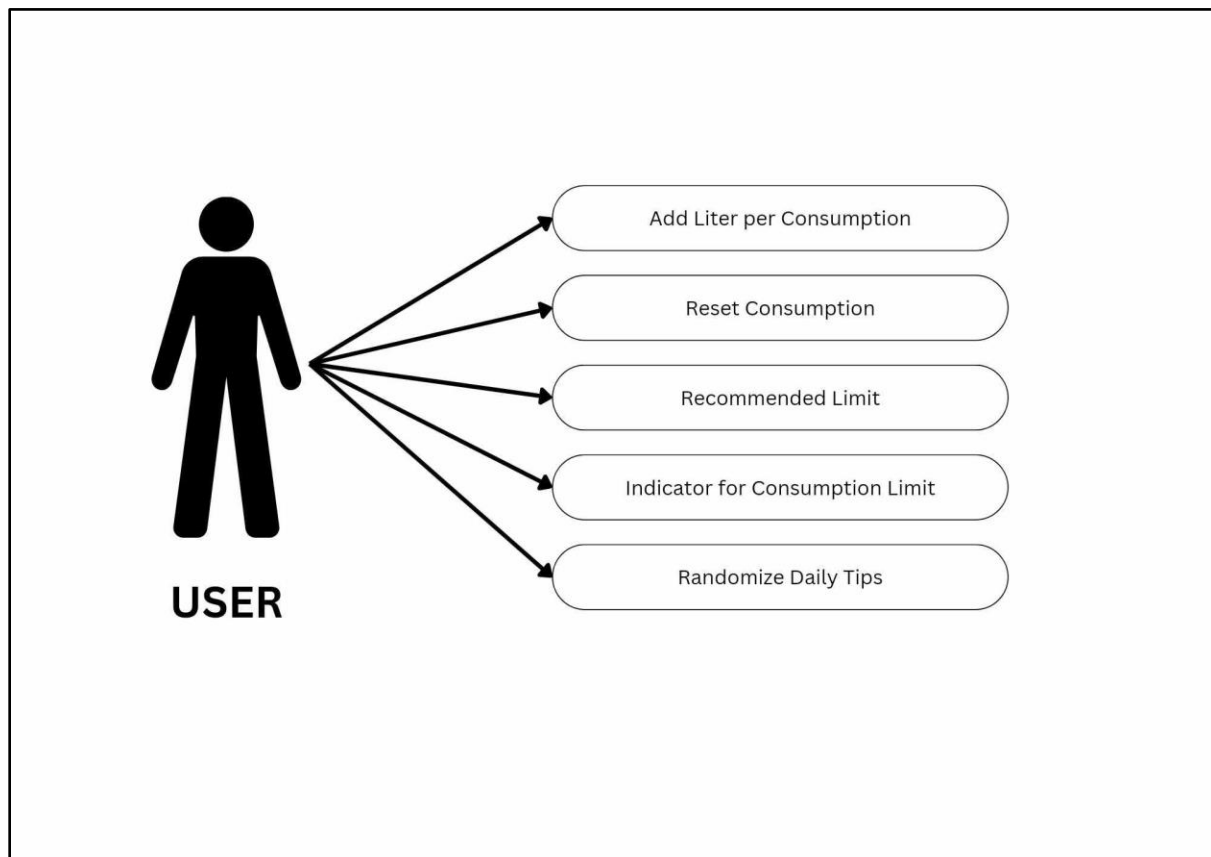 Add Liter per Consumption
Reset Consumption
Recommended Limit
Indicator for Consumption Limit
Randomize Daily Tips
USER